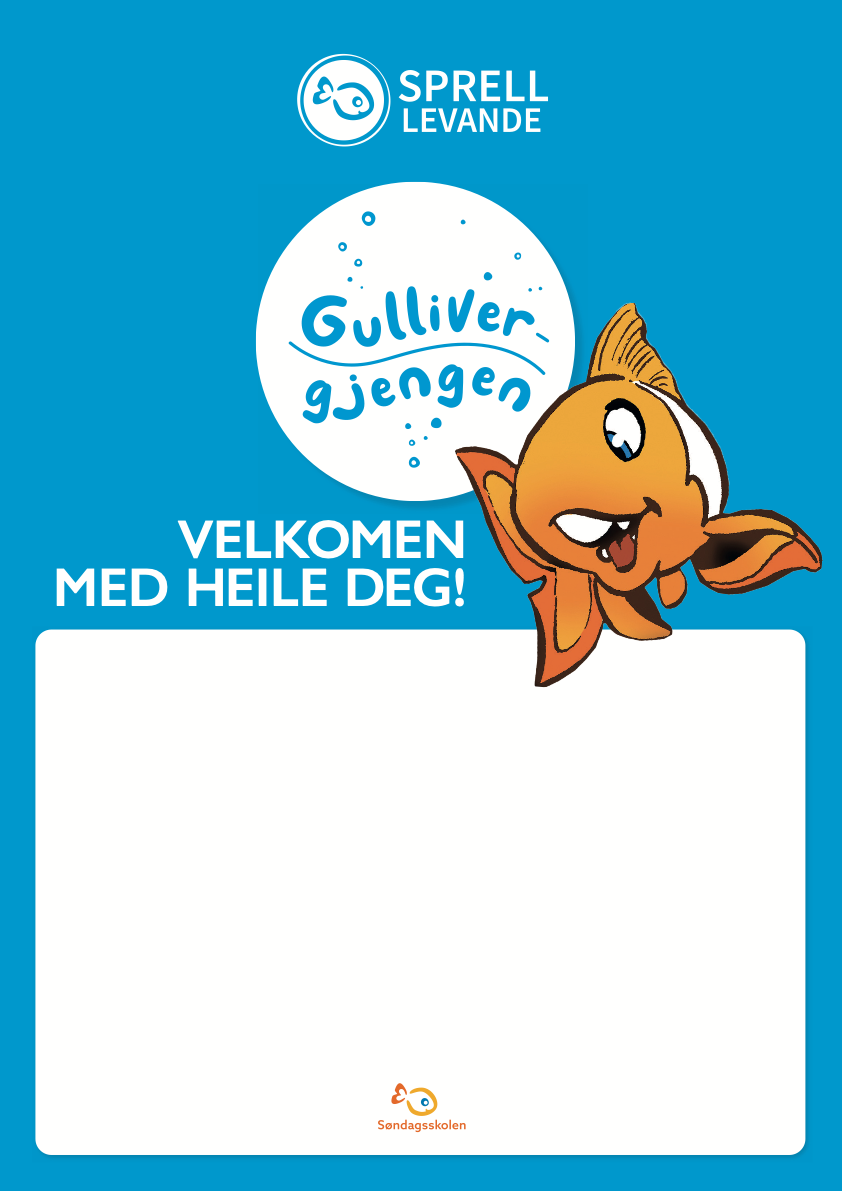 SPRELL
LEVANDE
Gulliver-
gjengen
VELKOMEN
MED HEILE DEG!
Søndagsskolen